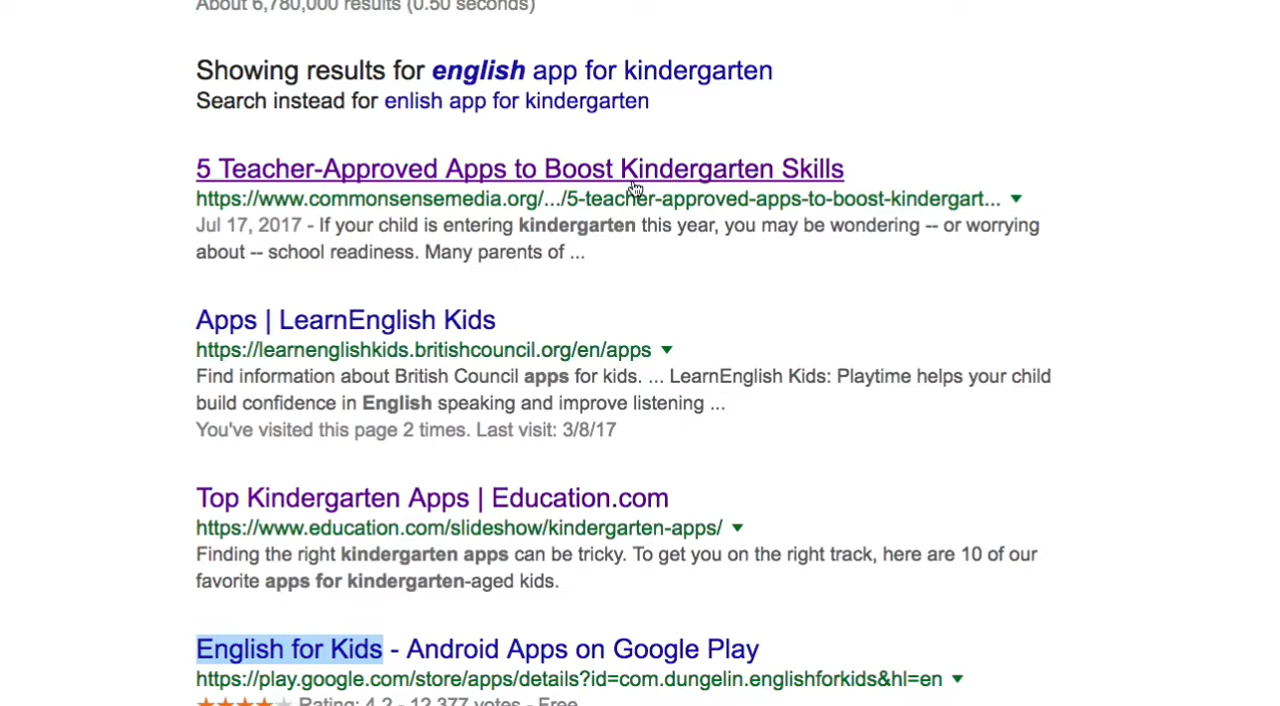 About 6,780,000 results (0.50 seconds)
Showing results for english app for kindergarten
Search instead for enlish app for kindergarten
5 Teacher-Approved Apps to Boost Kindergarten Skills
https://www.commonsensemedia.org/.../5-teacher-approved-apps-to-boost-kindergart...
Jul 17, 2017 - If your child is entering kindergarten this year, you may be wondering -- or worrying
about -- school readiness. Many parents of ...
Apps | LearnEnglish Kids
https://learnenglishkids.britishcouncil.org/en/apps
Find information about British Council apps for kids. ... LearnEnglish Kids: Playtime helps your child
build confidence in English speaking and improve listening ...
You've visited this page 2 times. Last visit: 3/8/17
Top Kindergarten Apps | Education.com
https://www.education.com/slideshow/kindergarten-apps/
Finding the right kindergarten apps can be tricky. To get you on the right track, here are 10 of our
favorite apps for kindergarten-aged kids.
English for Kids - Android Apps on Google Play
https://play.google.com/store/apps/details?id=com.dungelin.englishforkids&hl=en
Rating: 4.2 - 12,377 votes - Free